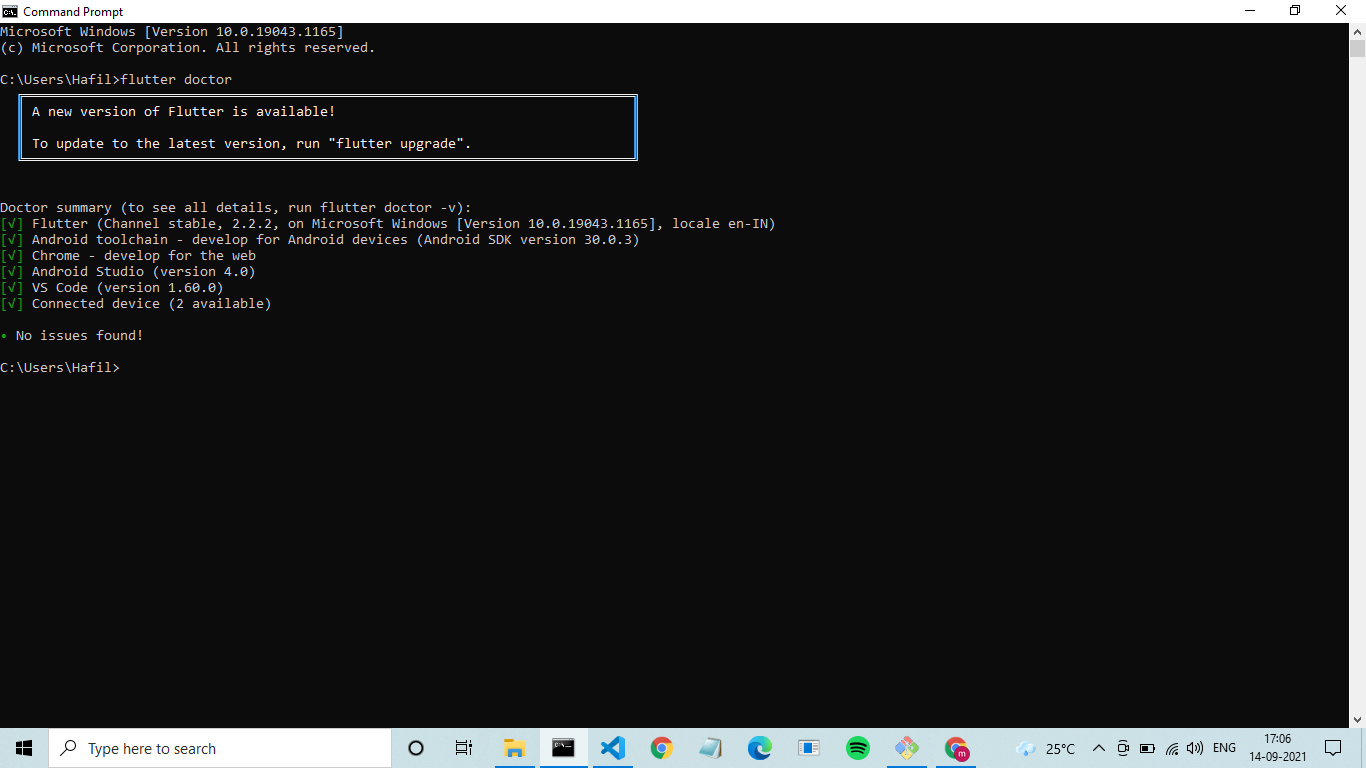 Command Prompt
Microsoft Windows [Version 10.0.19043.1165]
(c) Microsoft Corporation. All rights reserved.
C:\Users\Hafil>flutter doctor
A new version of Flutter is available!
To update to the latest version, run "flutter upgrade".
Doctor summary (to see all details, run flutter doctor -v):
[√] Flutter (Channel stable, 2.2.2, on Microsoft Windows [Version 10.0.19043.1165], locale en-IN)
[√] Android toolchain - develop for Android devices (Android SDK version 30.0.3)
[√] Chrome - develop for the web
[√] Android Studio (version 4.0)
[√] VS Code (version 1.60.0)
[√] Connected device (2 available)
• No issues found!
C:\Users\Hafil>
Type here to search
25°C
ENG
17:06
14-09-2021